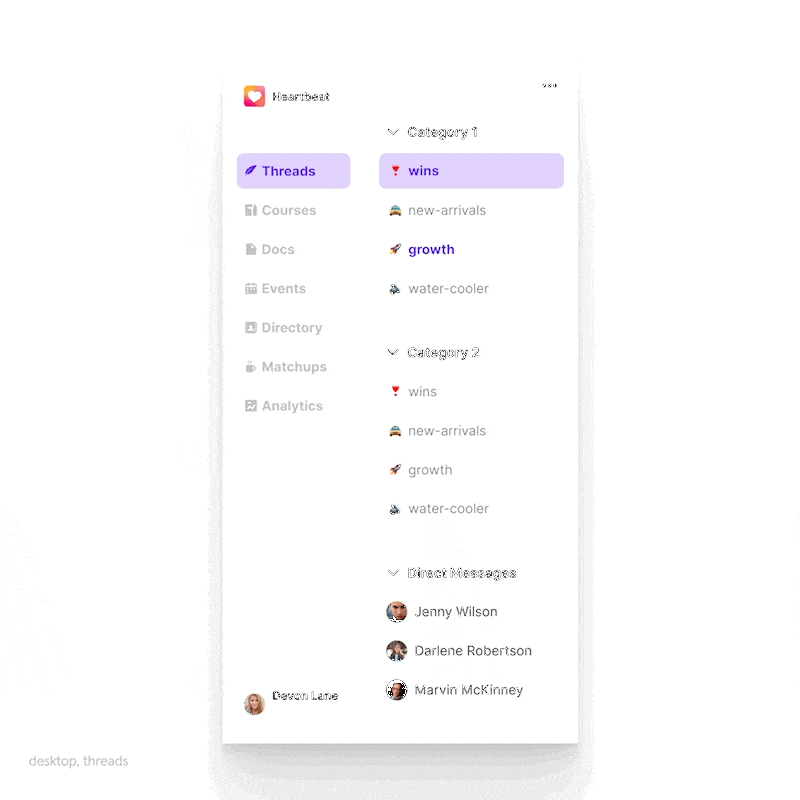 Heartbeat
Threads
Courses
Docs
Events
Directory
Matchups
Analytics
Devon Lane
Category 1
wins
new-arrivals
growth
water-cooler
Category 2
wins
new-arrivals
growth
water-cooler
Direct Messages
Jenny Wilson
Darlene Robertson
Marvin McKinney
desktop, threads